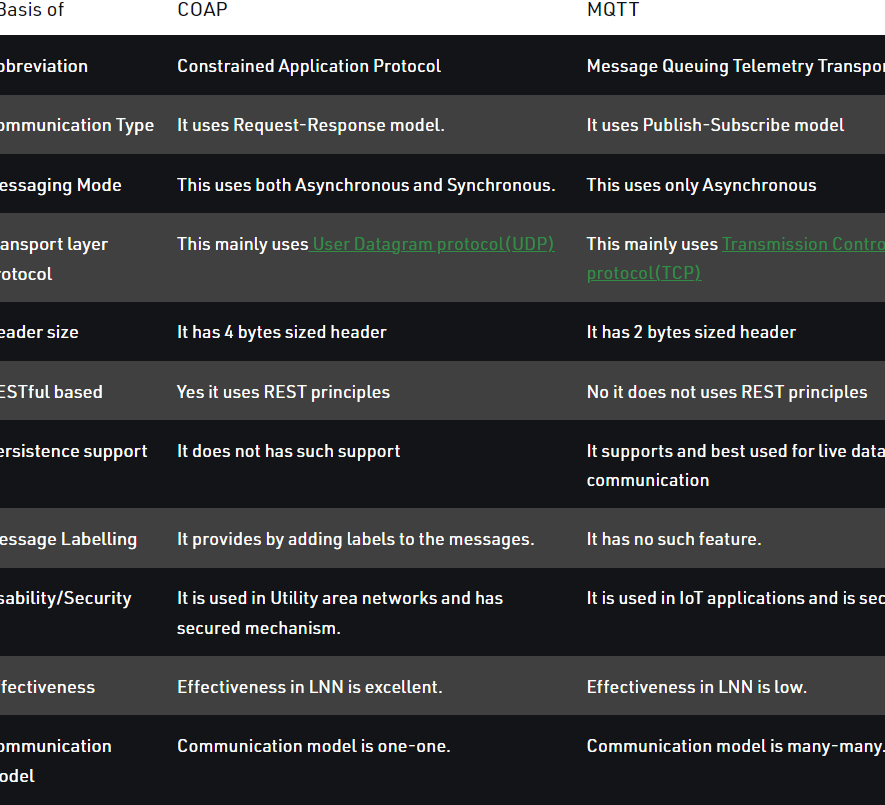 Basis of COAP MQTT
bbreviation Constrained Application Protocol Message Queuing Telemetry Transpor
ommunication Type It uses Request-Response model. It uses Publish-Subscribe model
essaging Mode This uses both Asynchronous and Synchronous. This uses only Asynchronous
ansport layer This mainly uses User Datagram protocol(UDP) This mainly uses Transmission Contro
rotocol protocol(TCP)
eader size It has 4 bytes sized header It has 2 bytes sized header
ESTful based Yes it uses REST principles No it does not uses REST principles
ersistence support It does not has such support It supports and best used for live data
communication
essage Labelling It provides by adding labels to the messages. It has no such feature.
sability/Security It is used in Utility area networks and has It is used in IoT applications and is sec
secured mechanism.
fectiveness Effectiveness in LNN is excellent. Effectiveness in LNN is low.
ommunication Communication model is one-one. Communication model is many-many.
odel